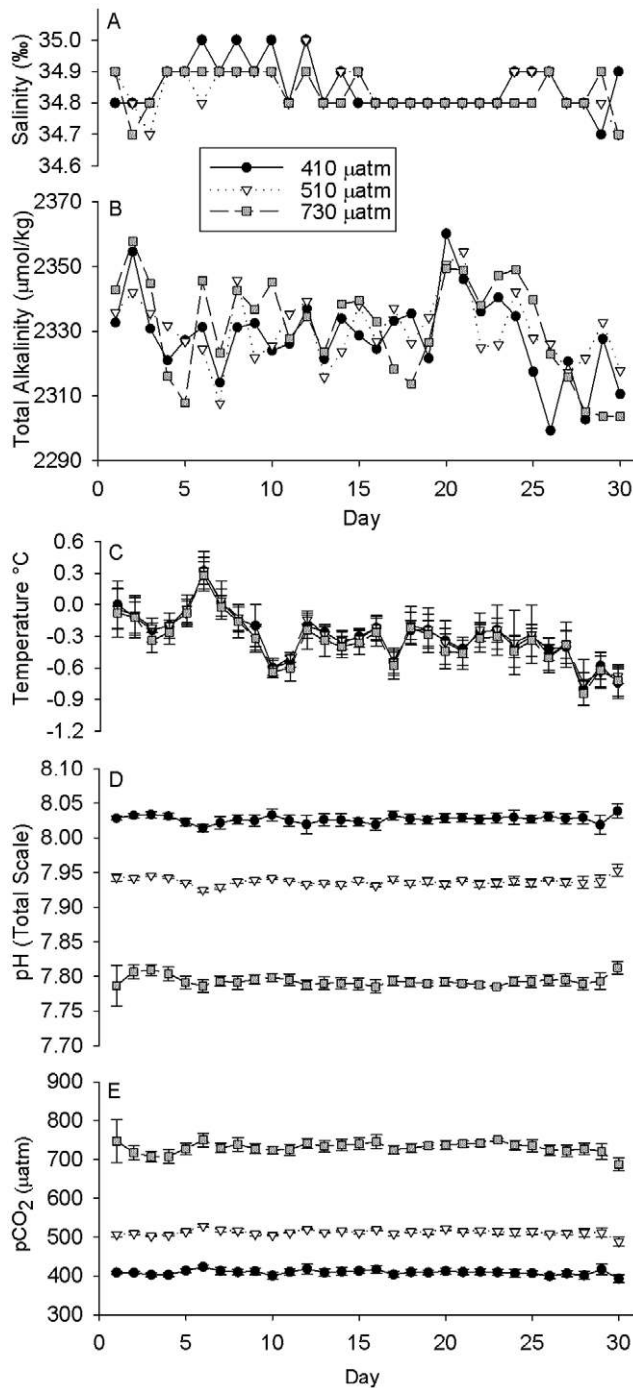 A
Salinity (‰)
35.0
34.9
34.8
34.7
34.6
410 µatm
510 µatm
730 µatm
B
Total Alkalinity (µmol/kg)
2370
2350
2330
2310
2290
0 5 10 15 20 25 30
Day
C
Temperature °C
0.6
0.3
0.0
-0.3
-0.6
-0.9
-1.2
D
pH (Total Scale)
8.10
8.05
8.00
7.95
7.90
7.85
7.80
7.75
7.70
E
pCO2 (µatm)
900
800
700
600
500
400
300
0 5 10 15 20 25 30
Day